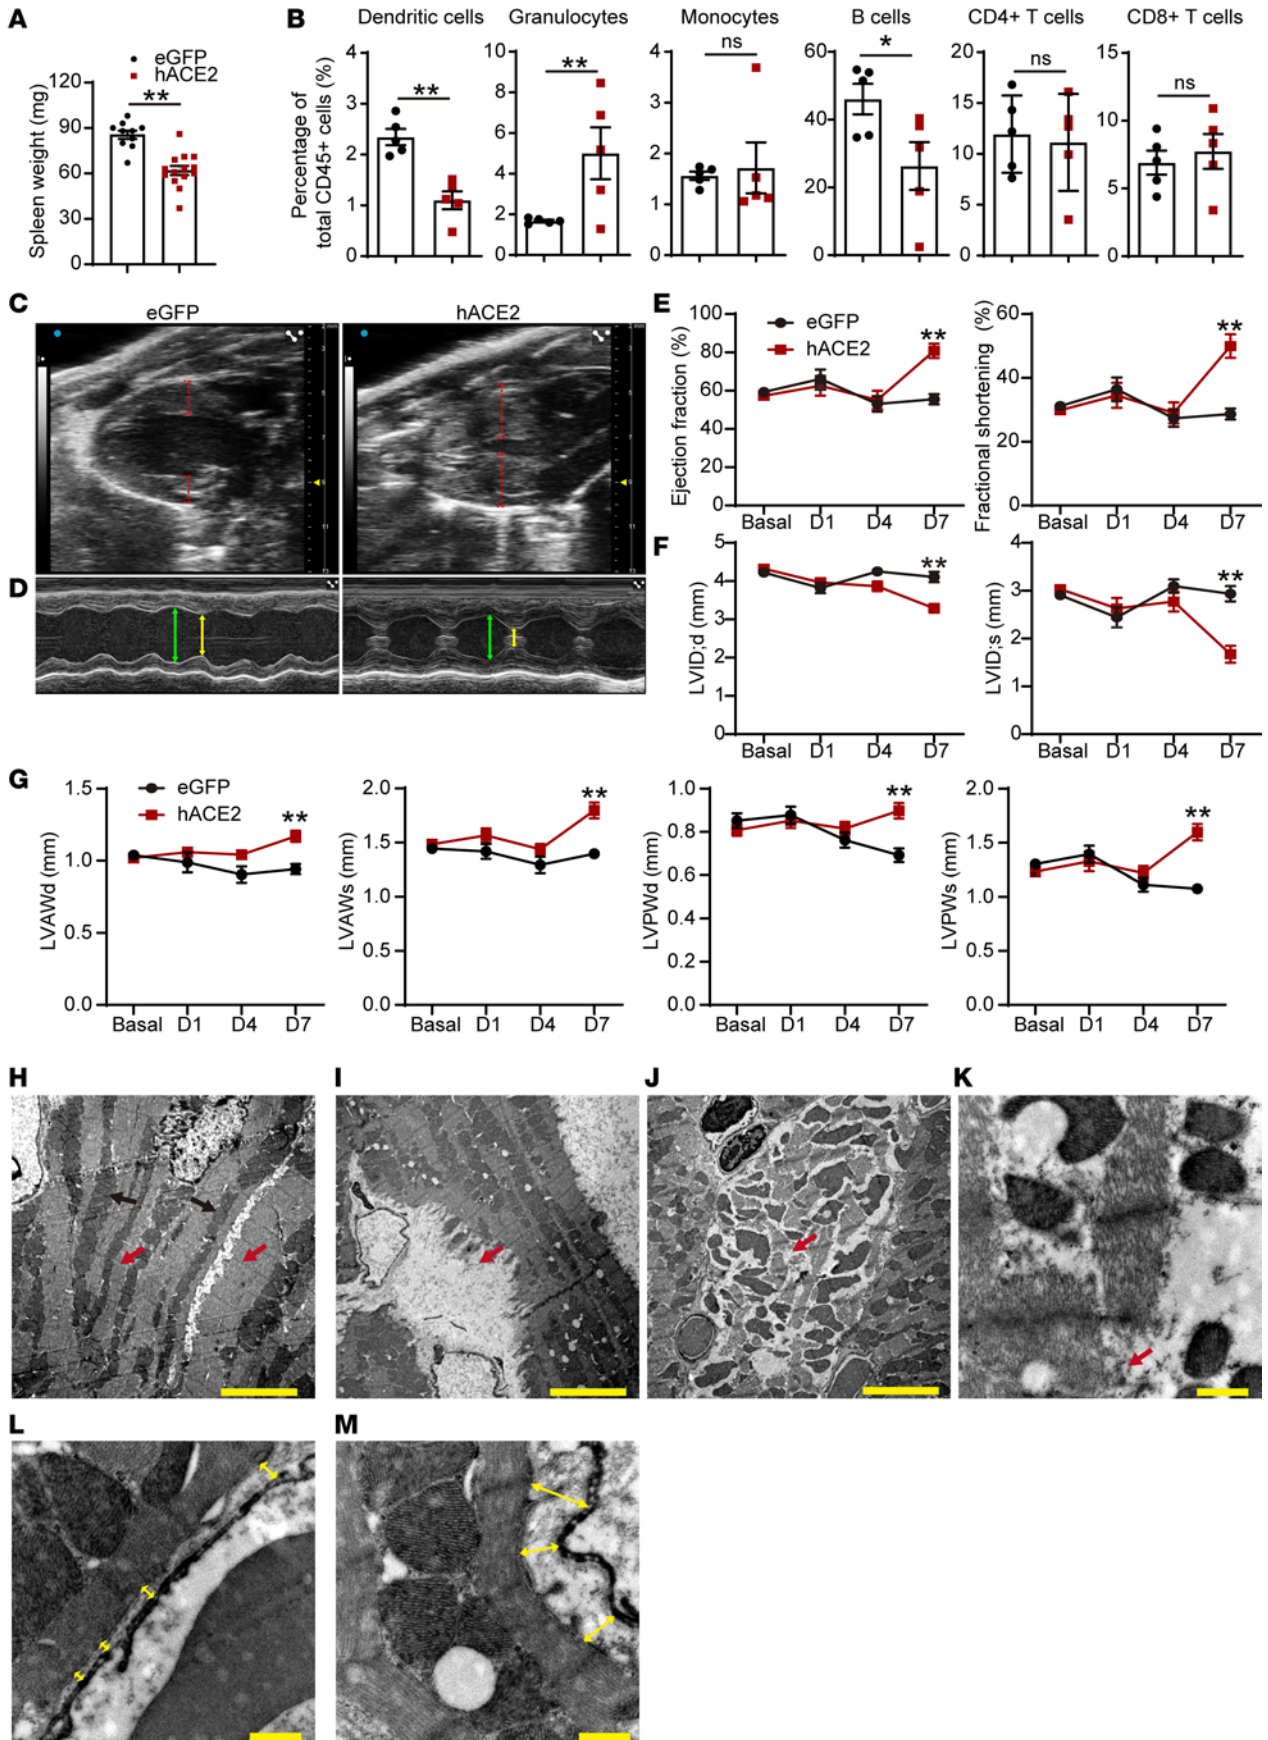 A
eGFP
hACE2
Spleen weight (mg)
120
90
60
30
0
**
B
Percentage of
total CD45+ cells (%)
Dendritic cells
4
3
2
1
0
**
Granulocytes
10
8
6
4
2
0
**
Monocytes
4
3
2
1
0
ns
B cells
60
40
20
0
*
CD4+ T cells
20
15
10
5
0
ns
CD8+ T cells
15
10
5
0
ns
C
eGFP
hACE2
D
E
Ejection fraction (%)
100
80
60
40
20
0
eGFP
hACE2
**
Basal D1 D4 D7
Fractional shortening (%)
60
40
20
0
**
Basal D1 D4 D7
F
LVID;d (mm)
5
4
3
2
1
0
**
Basal D1 D4 D7
LVID;s (mm)
4
3
2
1
0
**
Basal D1 D4 D7
G
LVAWd (mm)
1.5
1.0
0.5
0.0
eGFP
hACE2
**
Basal D1 D4 D7
LVAWs (mm)
2.0
1.5
1.0
0.5
0.0
**
Basal D1 D4 D7
LVPWd (mm)
1.0
0.8
0.6
0.4
0.2
0.0
**
Basal D1 D4 D7
LVPWs (mm)
2.0
1.5
1.0
0.5
0.0
**
Basal D1 D4 D7
H
I
J
K
L
M